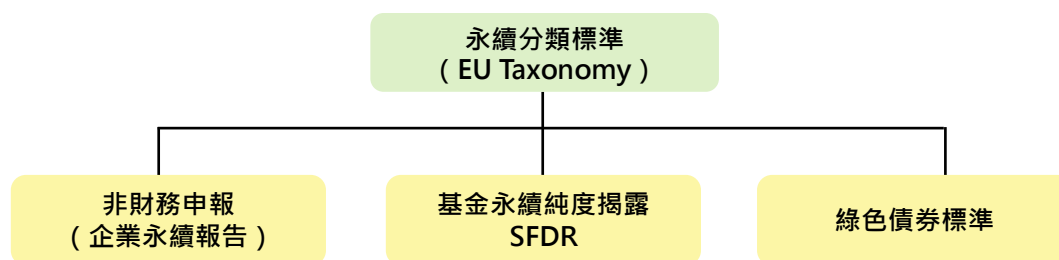 永續分類標準
（EU Taxonomy）
非財務申報
（企業永續報告）
基金永續純度揭露
SFDR
綠色債券標準